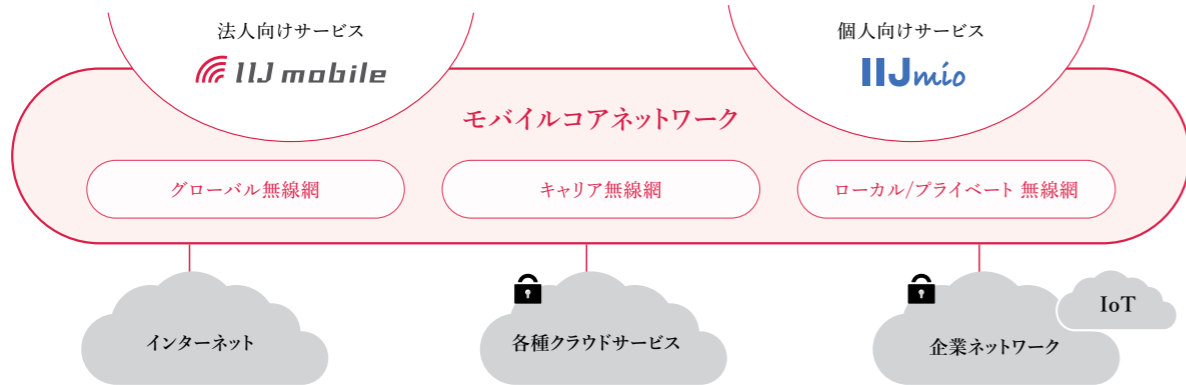 法人向けサービス
IIJ mobile
個人向けサービス
IIJmio
モバイルコアネットワーク
グローバル無線網
キャリア無線網
ローカル/プライベート 無線網
インターネット
各種クラウドサービス
企業ネットワーク
IoT